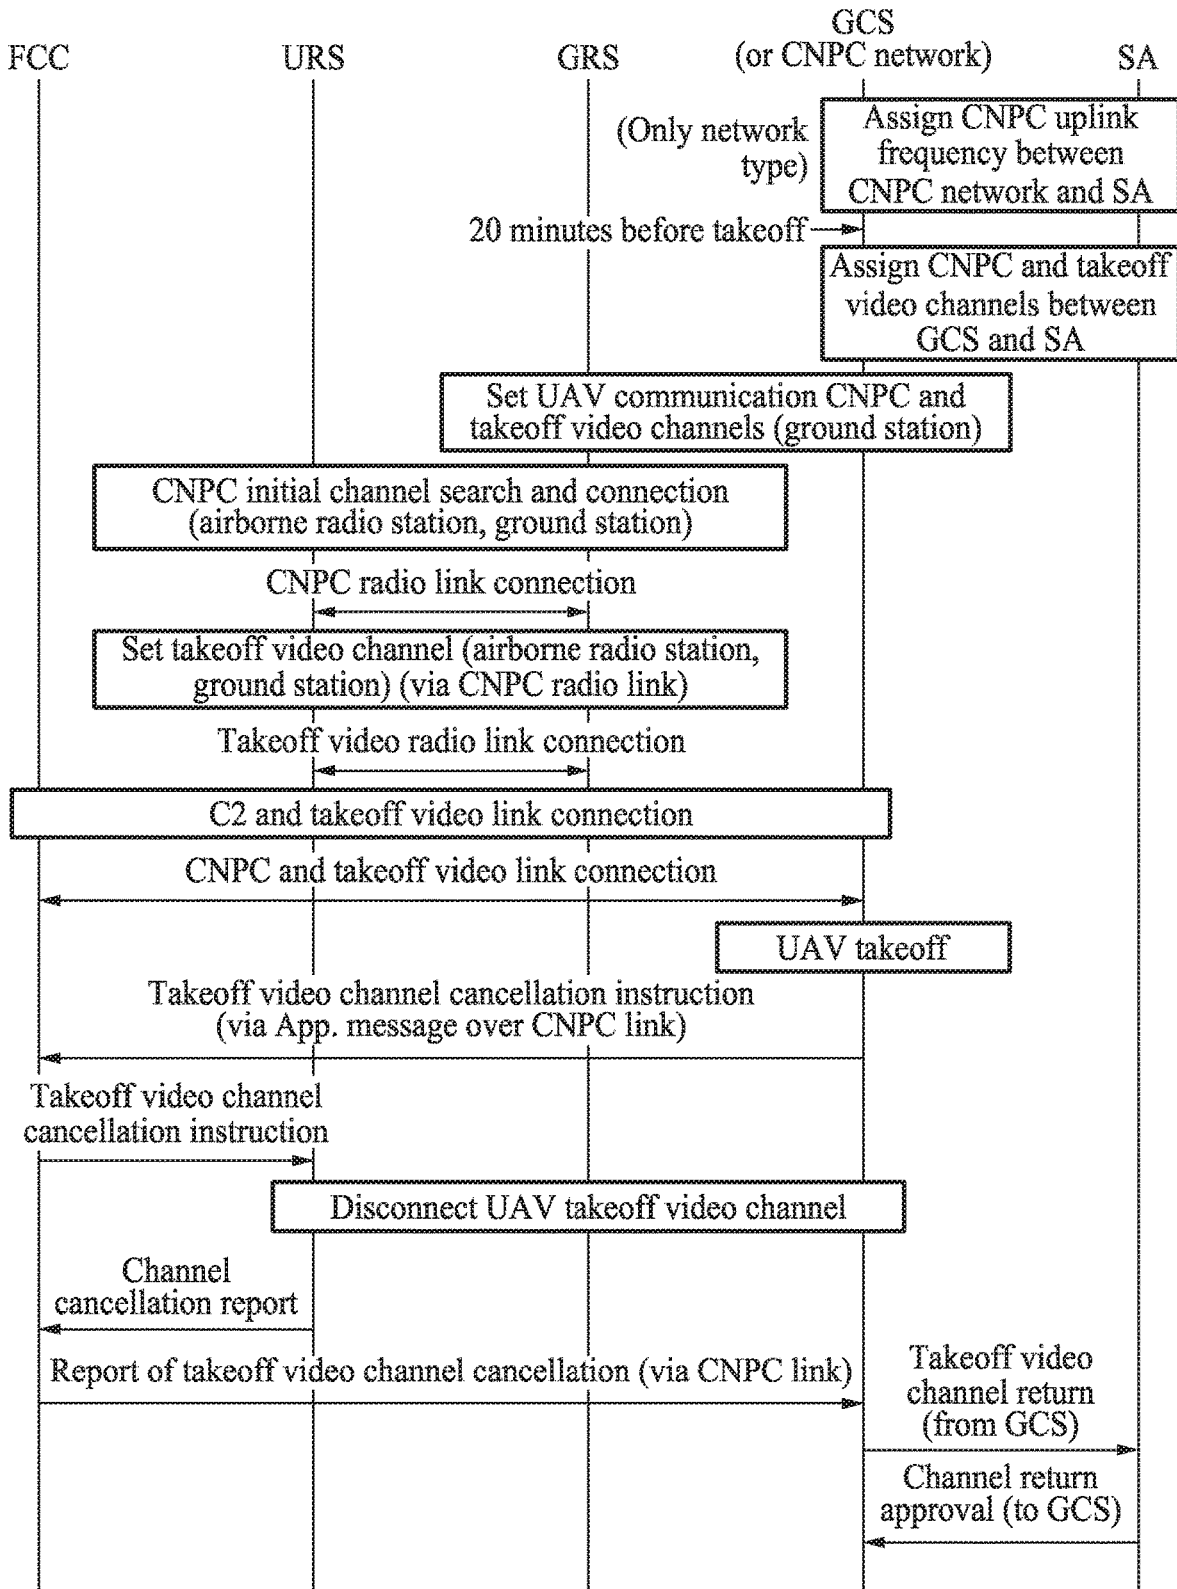 FCC
URS
GRS
GCS
(or CNPC network)
SA
(Only network
type)
Assign CNPC uplink
frequency between
CNPC network and SA
20 minutes before takeoff
Assign CNPC and takeoff
video channels between
GCS and SA
Set UAV communication CNPC and
takeoff video channels (ground station)
CNPC initial channel search and connection
(airborne radio station, ground station)
CNPC radio link connection
Set takeoff video channel (airborne radio station,
ground station) (via CNPC radio link)
Takeoff video radio link connection
C2 and takeoff video link connection
CNPC and takeoff video link connection
UAV takeoff
Takeoff video channel cancellation instruction
(via App. message over CNPC link)
Takeoff video channel
cancellation instruction
Disconnect UAV takeoff video channel
Channel
cancellation report
Report of takeoff video channel cancellation (via CNPC link)
Takeoff video
channel return
(from GCS)
Channel return
approval (to GCS)